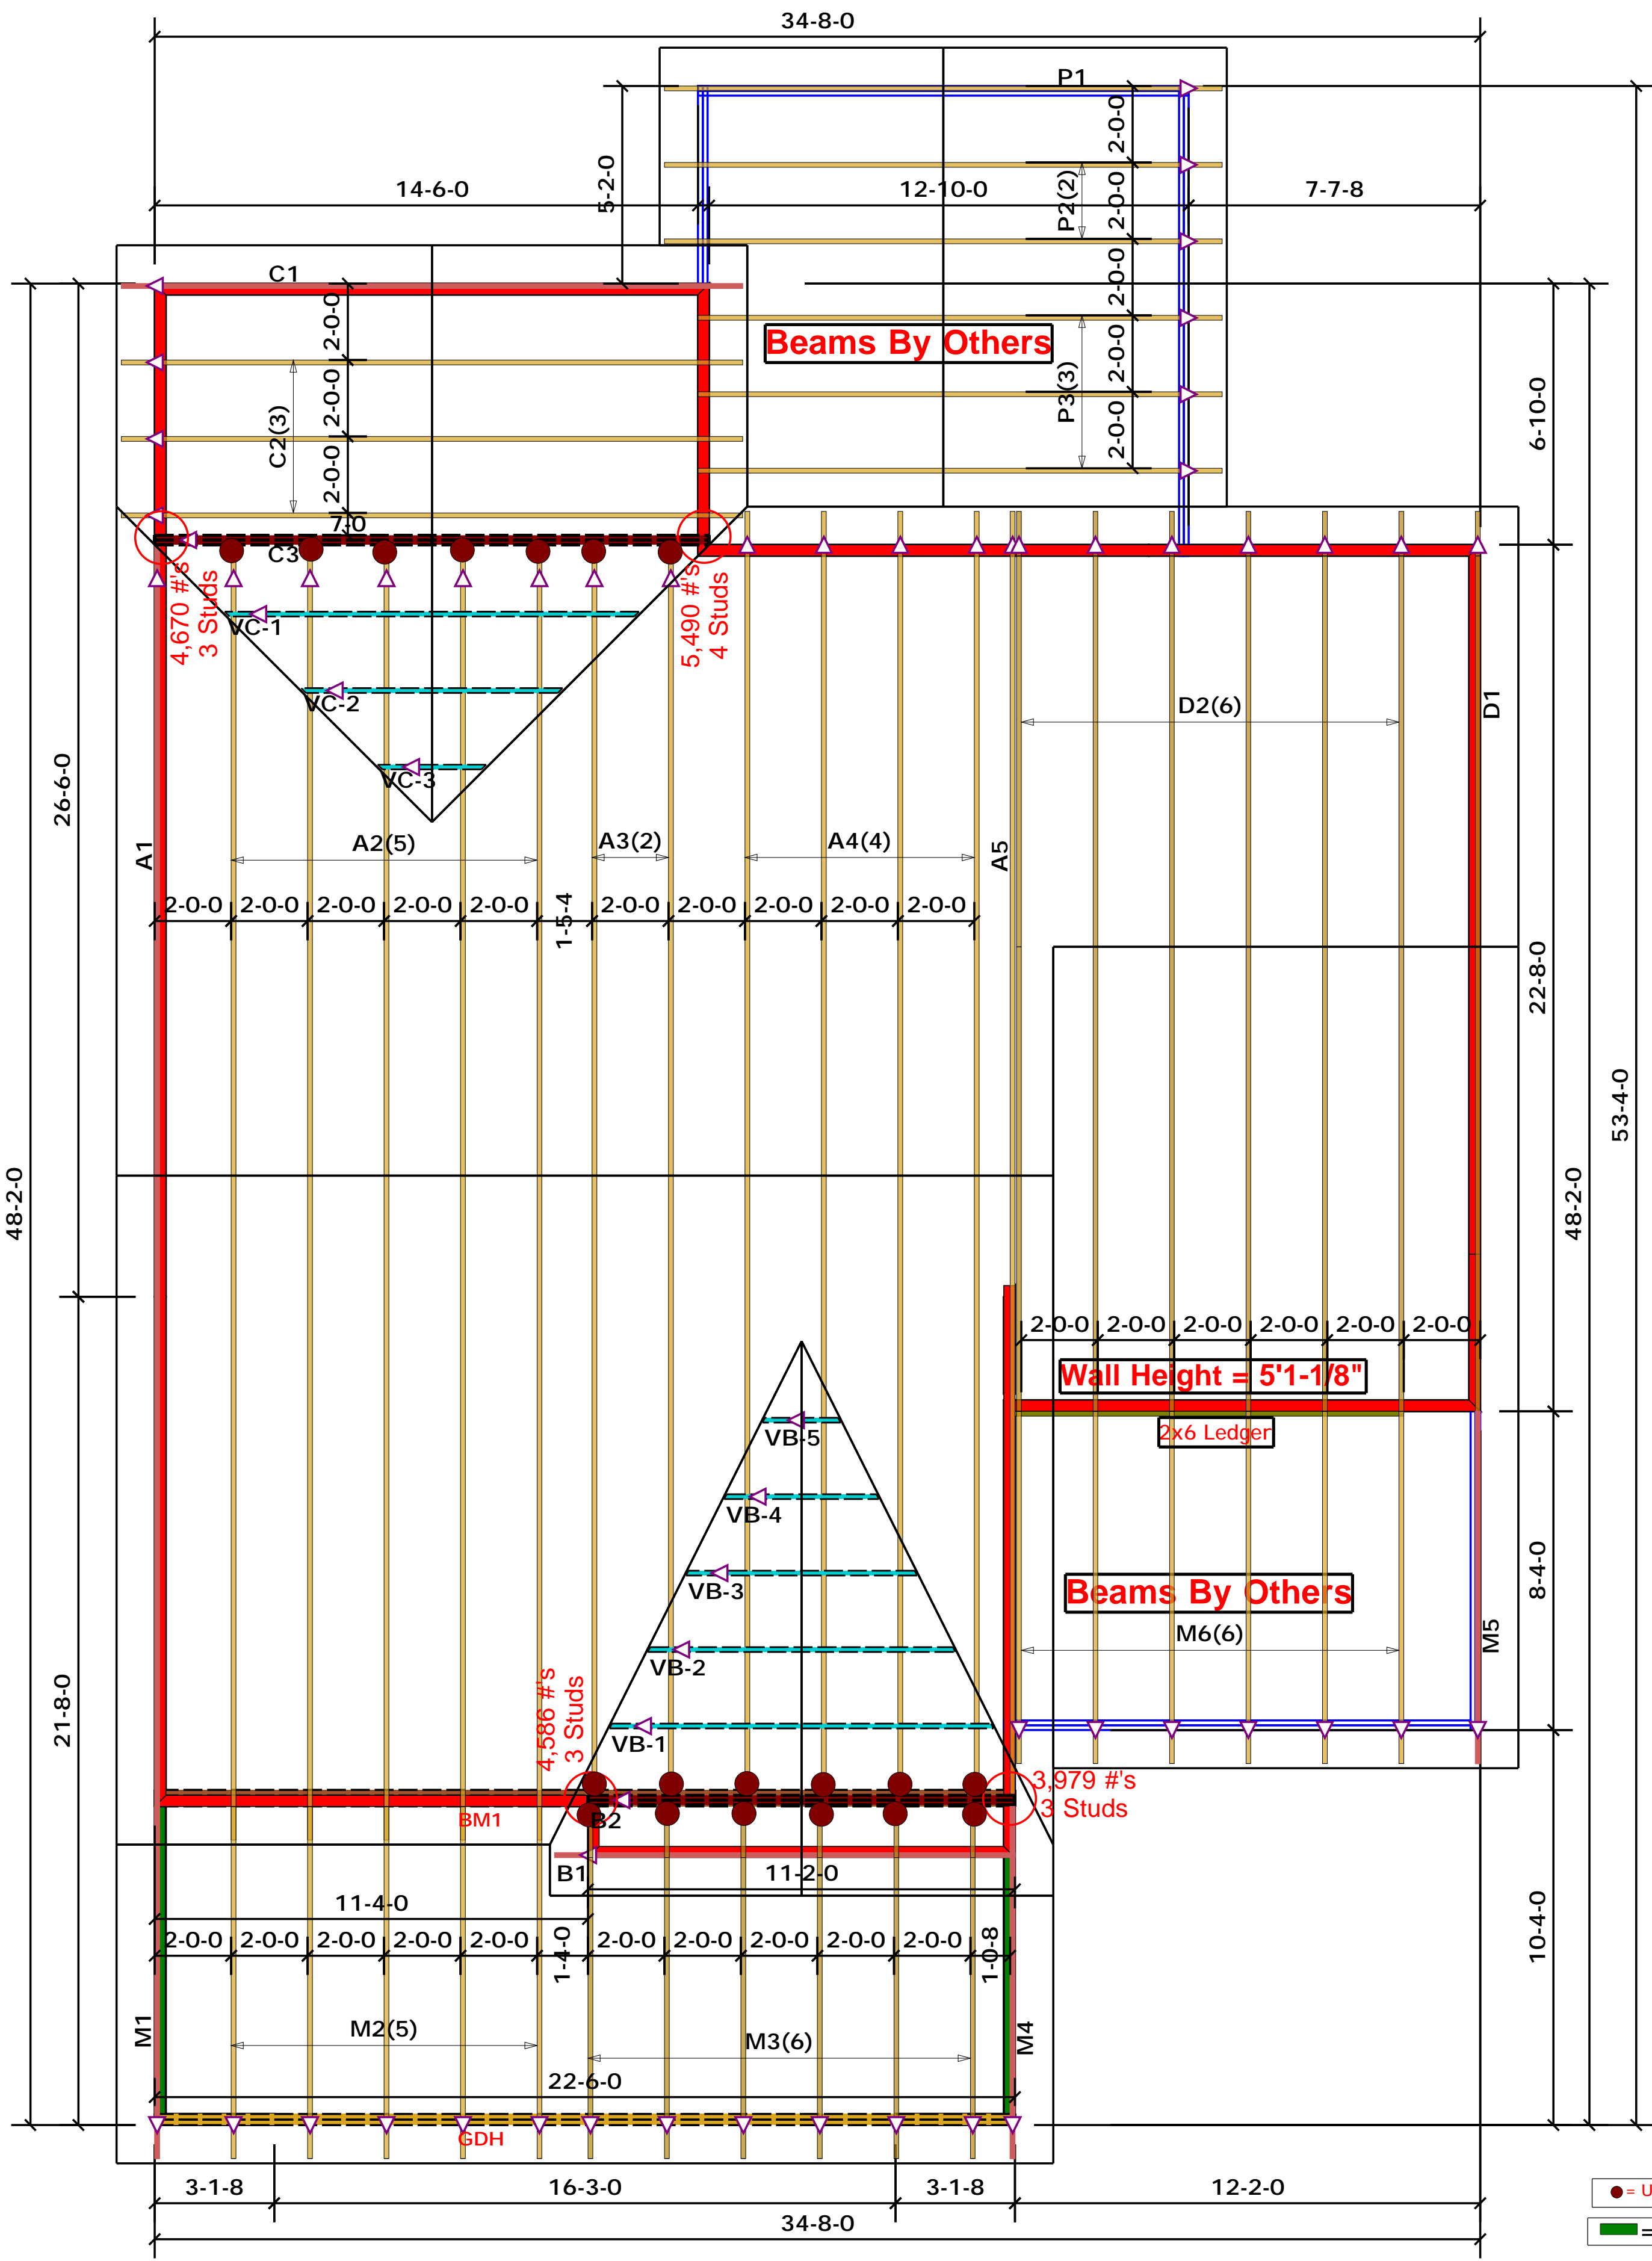 34-8-0
P1
2-0-0
5-2-0
14-6-0
12-10-0
7-7-8
P2(2)
2-0-0
C1
2-0-0
2-0-0
Beams By Others
2-0-0
P3(3)
2-0-0
6-10-0
C2(3)
2-0-0
2-0-0
7-0
C3
4,670 #'s
3 Studs
5,490 #'s
4 Studs
VC-1
VC-2
VC-3
D2(6)
D1
26-6-0
A1
A2(5)
A3(2)
A4(4)
A5
2-0-0
2-0-0
2-0-0
2-0-0
2-0-0
1-5-4
2-0-0
2-0-0
2-0-0
2-0-0
2-0-0
22-8-0
53-4-0
48-2-0
48-2-0
2-0-0
2-0-0
2-0-0
2-0-0
2-0-0
2-0-0
Wall Height = 5'1-1/8"
2x6 Ledger
VB-5
VB-4
VB-3
VB-2
VB-1
Beams By Others
8-4-0
M6(6)
M5
21-8-0
4,586 #'s
3 Studs
3,979 #'s
3 Studs
BM1
B2
B1
11-2-0
11-4-0
2-0-0
2-0-0
2-0-0
2-0-0
2-0-0
1-4-0
2-0-0
2-0-0
2-0-0
2-0-0
2-0-0
1-0-8
10-4-0
M1
M2(5)
M3(6)
M4
22-6-0
GDH
3-1-8
16-3-0
3-1-8
12-2-0
34-8-0
= U
=